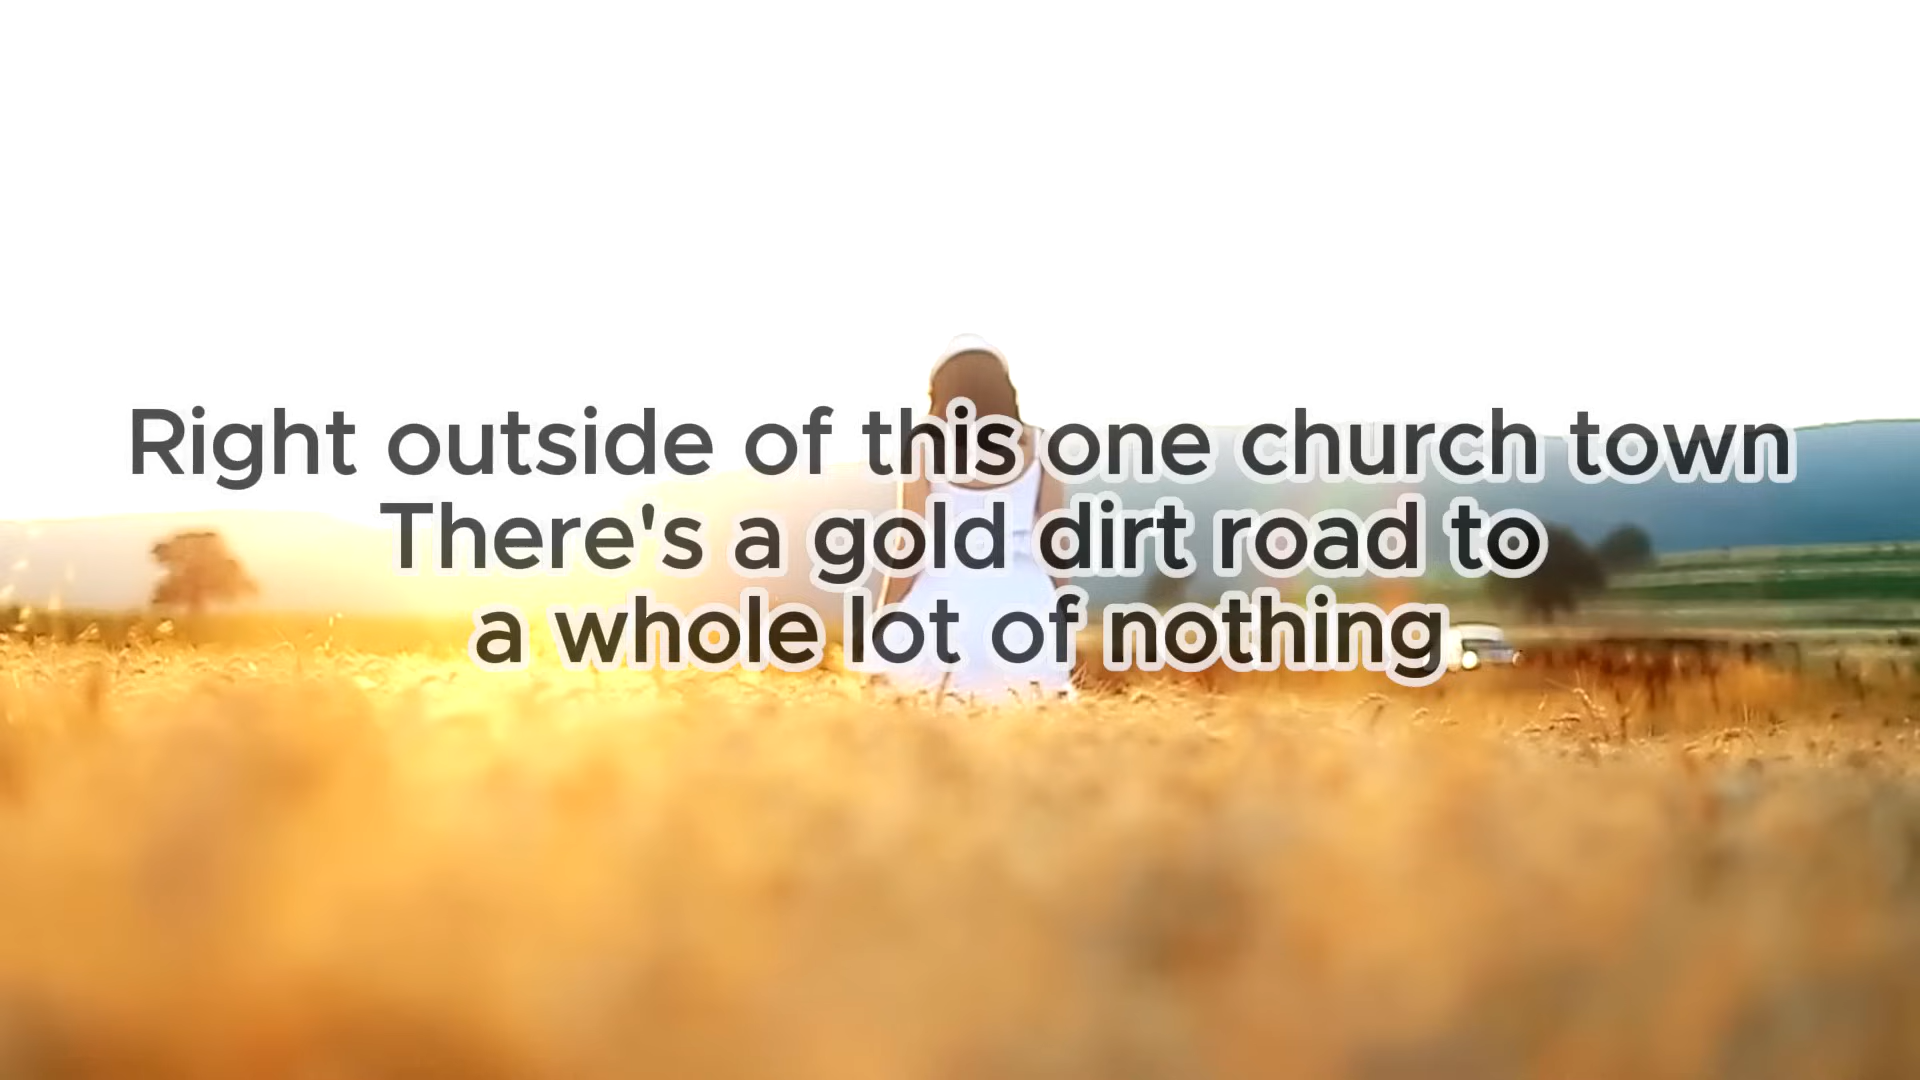 Right outside of this one church town
There's a gold dirt road to
a whole lot of nothing